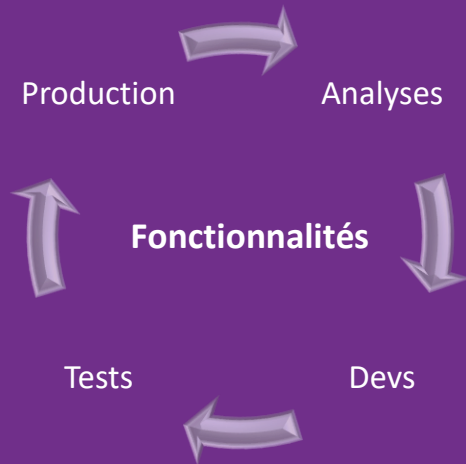 Production
Analyses
Fonctionnalités
Tests
Devs